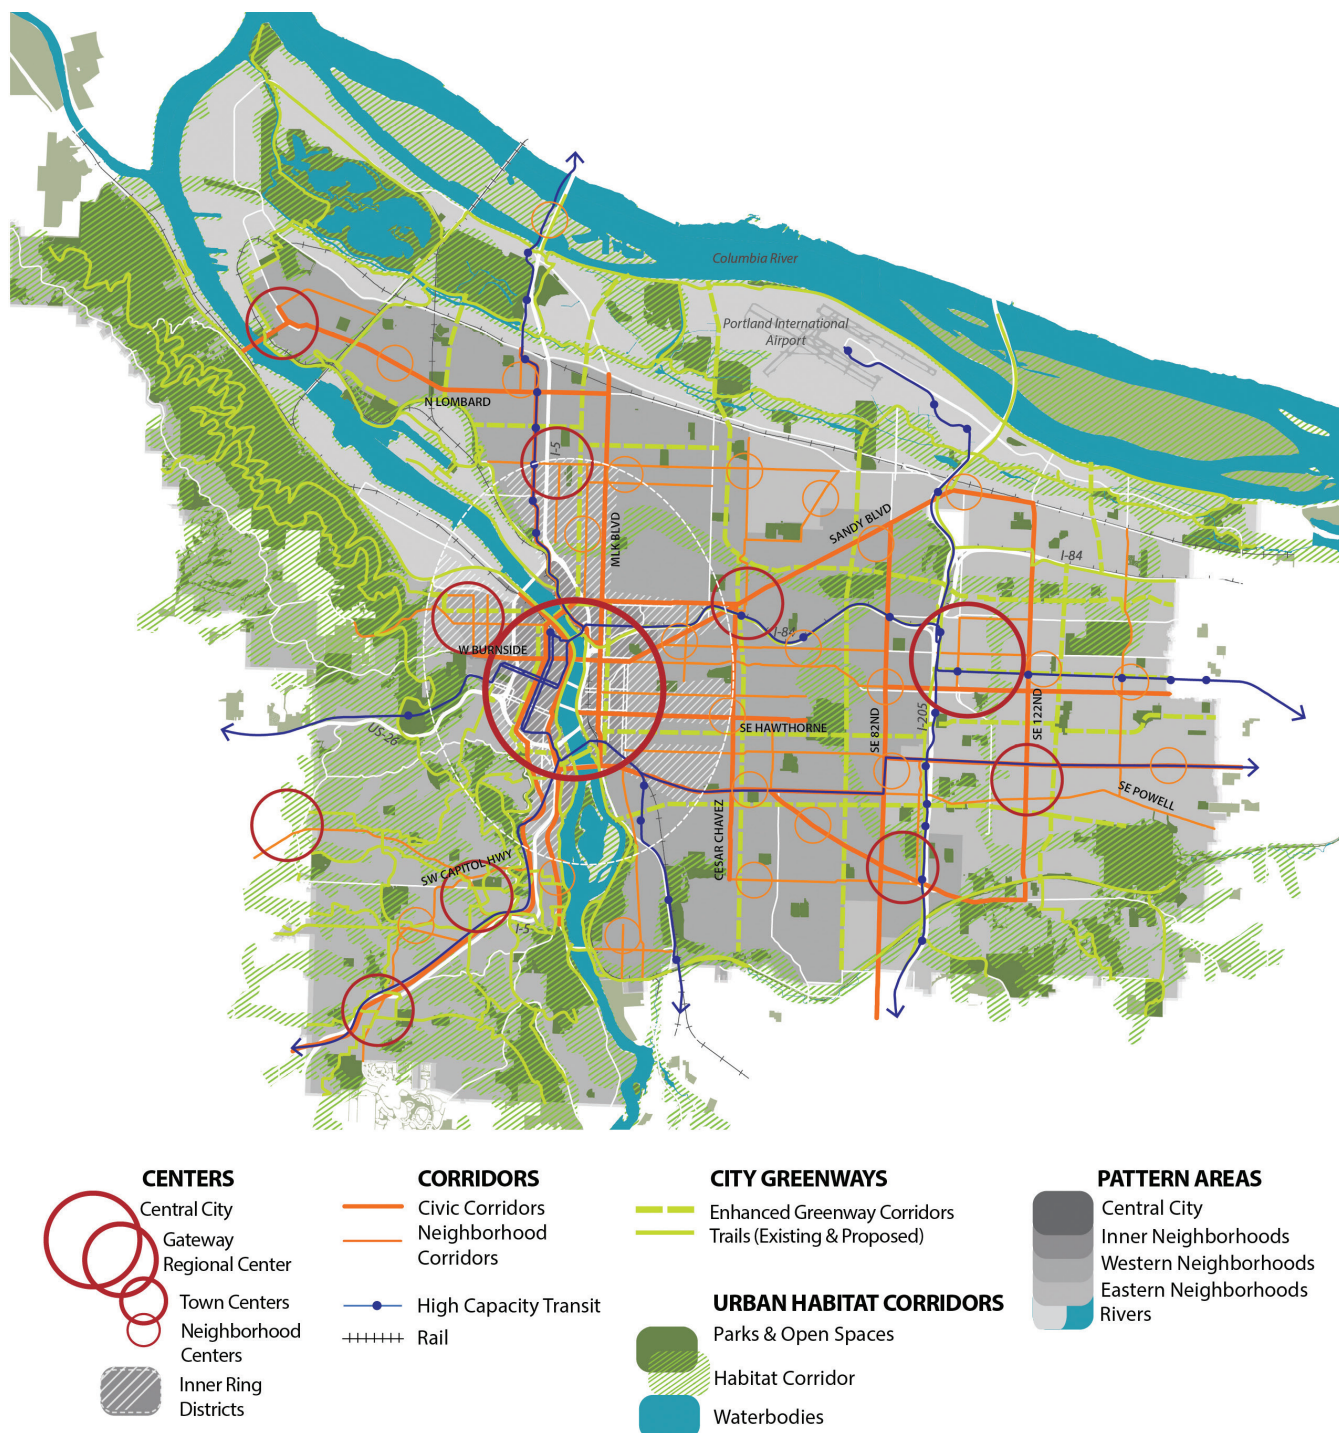 Columbia River
Portland International
Airport
N LOMBARD
I-5
MLK BLVD
SANDY BLVD
I-84
I-84
W BURNSIDE
US-26
SE HAWTHORNE
SE 82ND
I-205
SE 122ND
SE POWELL
CESAR CHAVEZ
SW CAPITOL HWY
I-5
CENTERS
Central City
Gateway
Regional Center
Town Centers
Neighborhood
Centers
Inner Ring
Districts
CORRIDORS
Civic Corridors
Neighborhood
Corridors
High Capacity Transit
Rail
CITY GREENWAYS
Enhanced Greenway Corridors
Trails (Existing & Proposed)
URBAN HABITAT CORRIDORS
Parks & Open Spaces
Habitat Corridor
Waterbodies
PATTERN AREAS
Central City
Inner Neighborhoods
Western Neighborhoods
Eastern Neighborhoods
Rivers